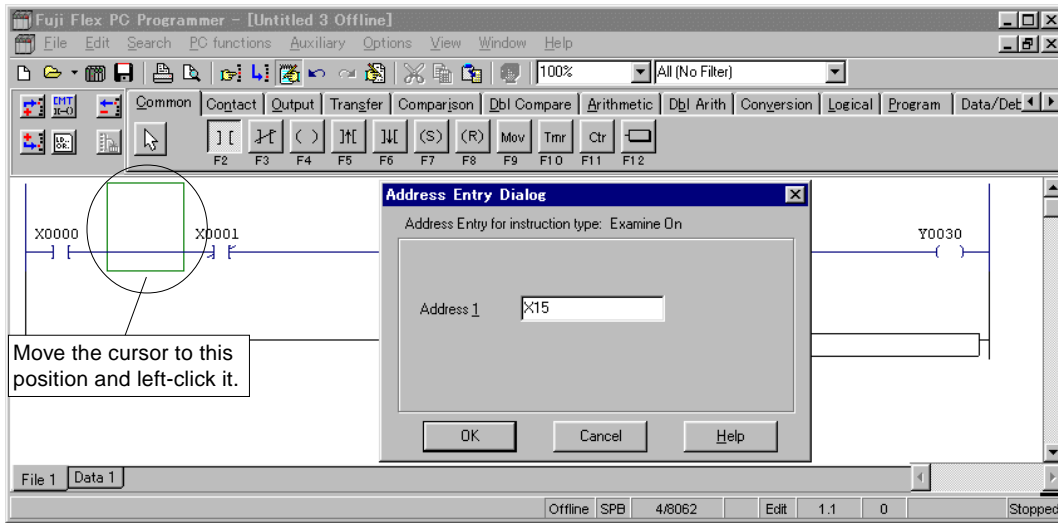 Fuji Flex PC Programmer – [Untitled 3 Offline]
File Edit Search PC functions Auxiliary Options View Window Help
100% All (No Filter)
CMT
Common Contact Output Transfer Comparison Dbl Compare Arithmetic Dbl Arith Conversion Logical Program Data/Det
LD.. OR.
(S) (R) Mov Tmr Ctr
F2 F3 F4 F5 F6 F7 F8 F9 F10 F11 F12
Address Entry Dialog
Address Entry for instruction type: Examine On
X0000 X0001 Y0030
Address 1 X15
Move the cursor to this
position and left-click it.
OK Cancel Help
File 1 Data 1
Offline SPB 4/8062 Edit 1.1 0 Stopped